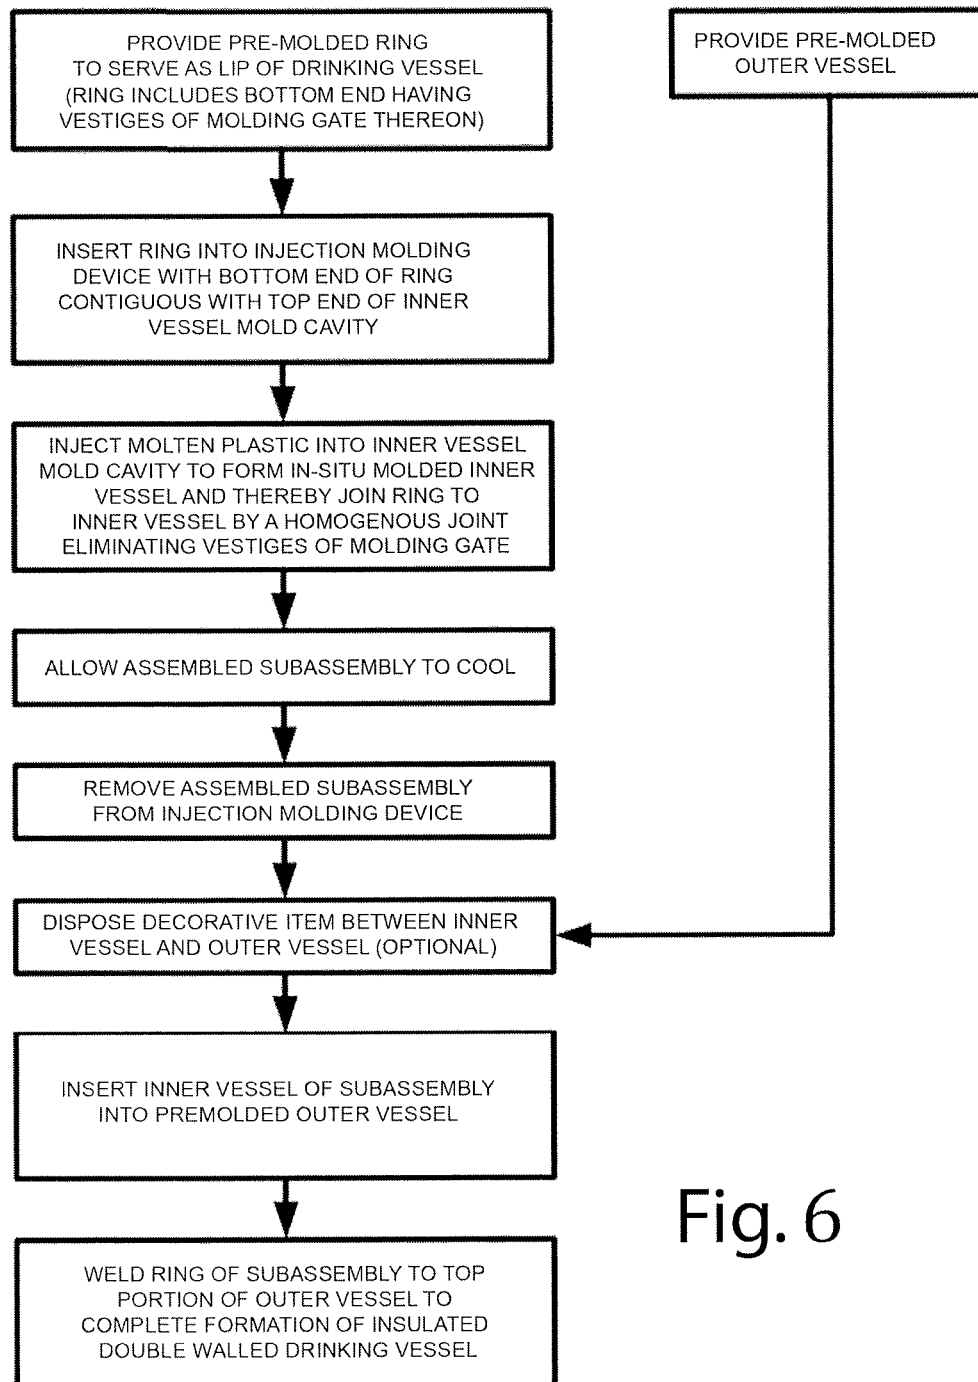 PROVIDE PRE-MOLDED RING
TO SERVE AS LIP OF DRINKING VESSEL
(RING INCLUDES BOTTOM END HAVING
VESTIGES OF MOLDING GATE THEREON)
PROVIDE PRE-MOLDED
OUTER VESSEL
INSERT RING INTO INJECTION MOLDING
DEVICE WITH BOTTOM END OF RING
CONTIGUOUS WITH TOP END OF INNER
VESSEL MOLD CAVITY
INJECT MOLTEN PLASTIC INTO INNER VESSEL
MOLD CAVITY TO FORM IN-SITU MOLDED INNER
VESSEL AND THEREBY JOIN RING TO
INNER VESSEL BY A HOMOGENOUS JOINT
ELIMINATING VESTIGES OF MOLDING GATE
ALLOW ASSEMBLED SUBASSEMBLY TO COOL
REMOVE ASSEMBLED SUBASSEMBLY
FROM INJECTION MOLDING DEVICE
DISPOSE DECORATIVE ITEM BETWEEN INNER
VESSEL AND OUTER VESSEL (OPTIONAL)
INSERT INNER VESSEL OF SUBASSEMBLY
INTO PREMOLDED OUTER VESSEL
WELD RING OF SUBASSEMBLY TO TOP
PORTION OF OUTER VESSEL TO
COMPLETE FORMATION OF INSULATED
DOUBLE WALLED DRINKING VESSEL
Fig. 6